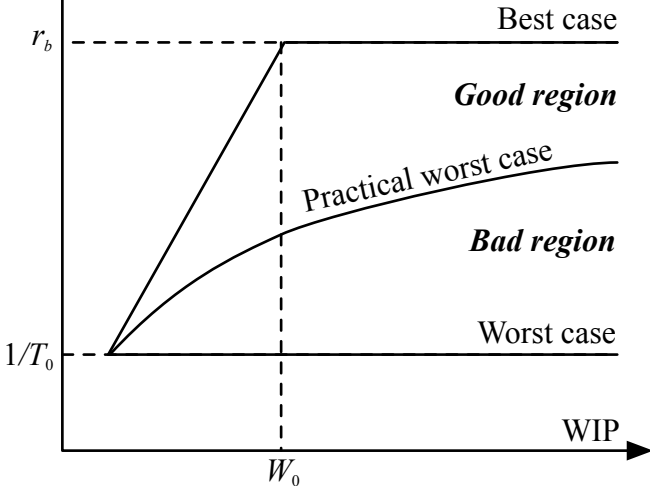 Best case
r_b
Good region
Practical worst case
Bad region
Worst case
1/T_0
WIP
W_0